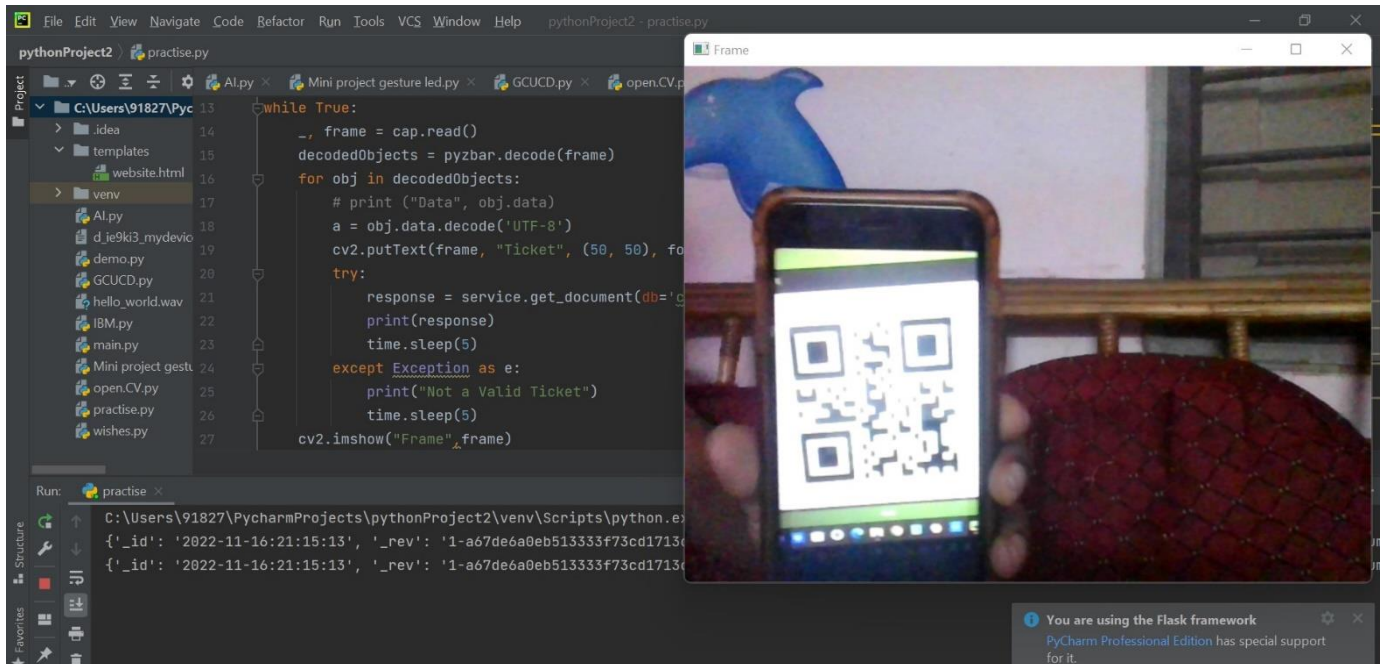 File Edit View Navigate Code Refactor Run Tools VCS Window Help pythonProject2 - practise.py
pythonProject2 practise.py
AI.py Mini project gesture led.py GCUCD.py open.CV.p
Project
C:\Users\91827\Pyc
.idea
templates
website.html
venv
AI.py
d_ie9ki3_mydevic
demo.py
GCUCD.py
hello_world.wav
IBM.py
main.py
Mini project gestu
open.CV.py
practise.py
wishes.py
13 while True:
14 _, frame = cap.read()
15 decodedObjects = pyzbar.decode(frame)
16 for obj in decodedObjects:
17 # print ("Data", obj.data)
18 a = obj.data.decode('UTF-8')
19 cv2.putText(frame, "Ticket", (50, 50), fo
20 try:
21 response = service.get_document(db='c
22 print(response)
23 time.sleep(5)
24 except Exception as e:
25 print("Not a Valid Ticket")
26 time.sleep(5)
27 cv2.imshow("Frame",frame)
Frame
Run: practise
C:\Users\91827\PycharmProjects\pythonProject2\venv\Scripts\python.ex
{'_id': '2022-11-16:21:15:13', '_rev': '1-a67de6a0eb513333f73cd1713c
{'_id': '2022-11-16:21:15:13', '_rev': '1-a67de6a0eb513333f73cd1713c
Structure
Favorites
You are using the Flask framework
PyCharm Professional Edition has special support
for it.